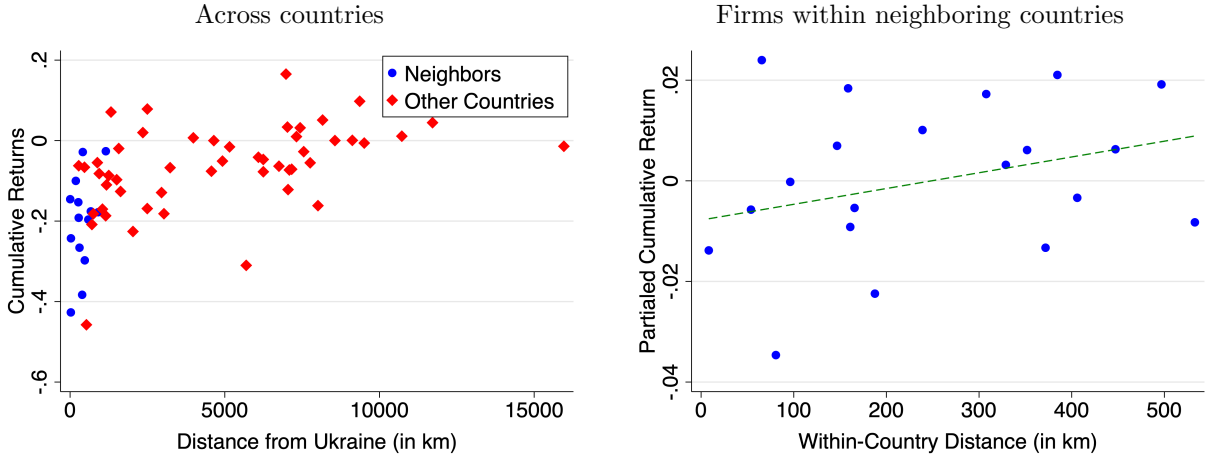 Across countries
.2
0
-.2
-.4
-.6
Cumulative Returns
Neighbors
Other Countries
0
5000
10000
15000
Distance from Ukraine (in km)
Firms within neighboring countries
.02
0
-.02
-.04
Partialed Cumulative Return
0
100
200
300
400
500
Within-Country Distance (in km)